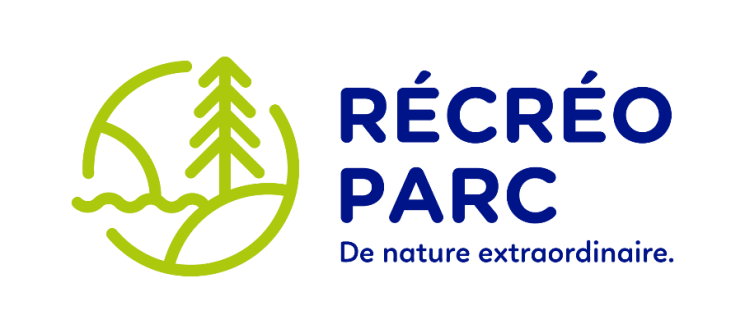 RÉCRÉO
PARC
De nature extraordinaire.